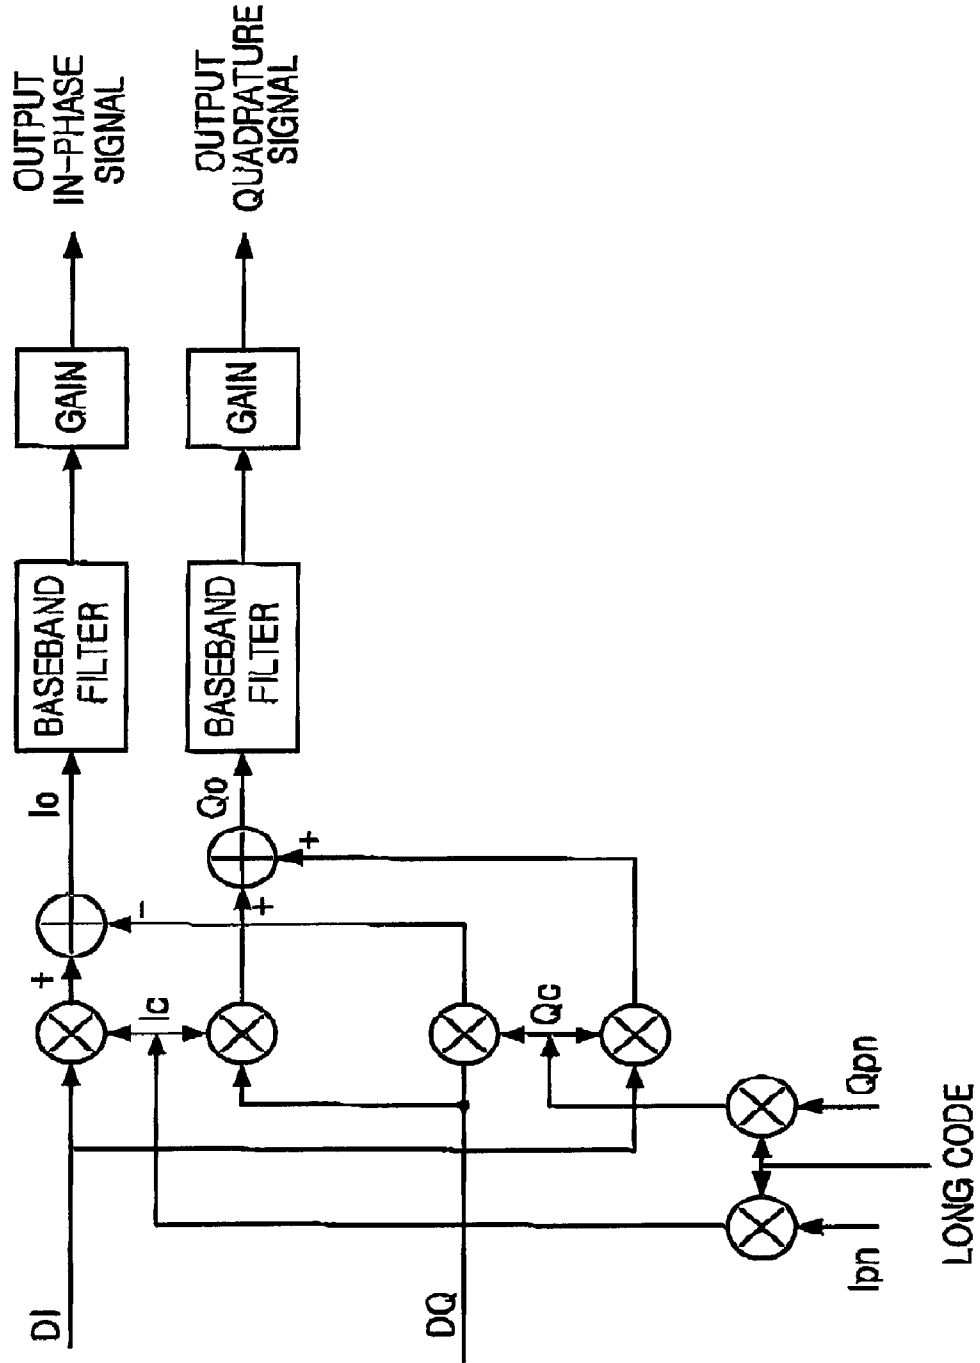 DI
DQ
Ipn
Qpn
LONG CODE
Ic
Qc
+
-
+
+
Io
Qo
BASEBAND
FILTER
BASEBAND
FILTER
GAIN
GAIN
OUTPUT
IN-PHASE
SIGNAL
OUTPUT
QUADRATURE
SIGNAL